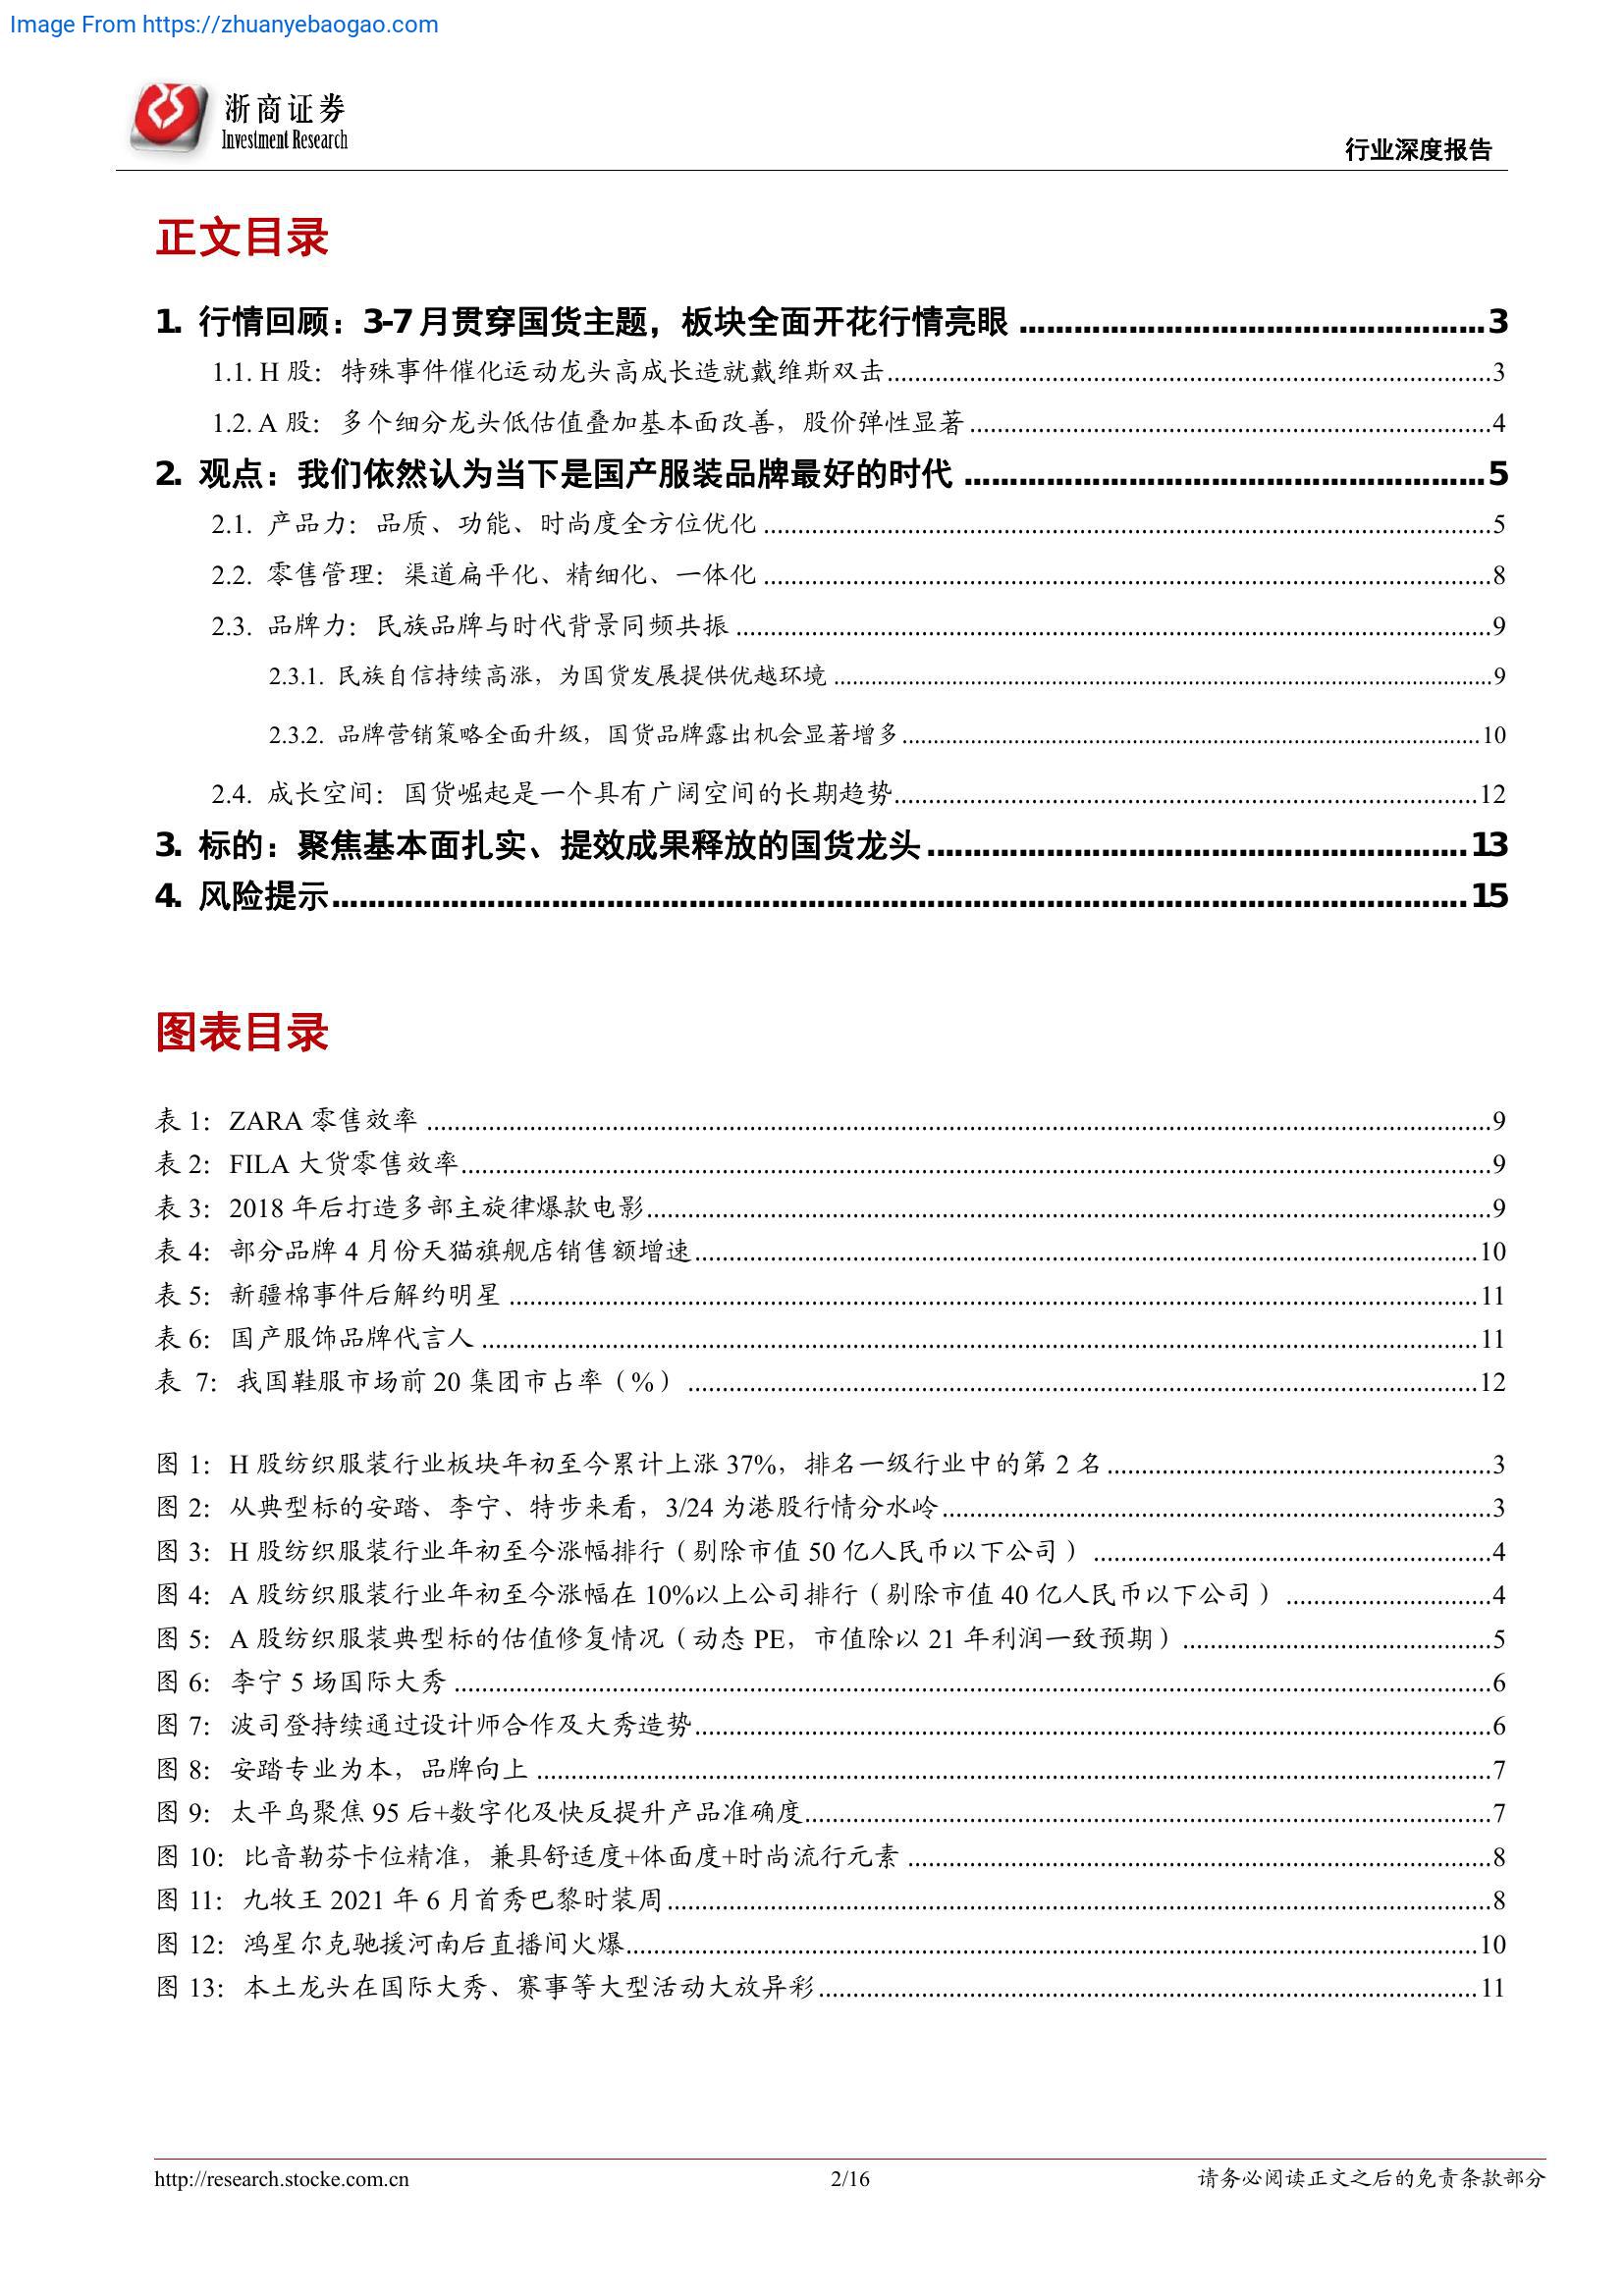 Image From https://zhuanyebaogao.com
浙商证券
Investment Research
行业深度报告
正文目录
1. 行情回顾：3-7月贯穿国货主题，板块全面开花行情亮眼 ........ 3
1.1. H 股：特殊事件催化运动龙头高成长造就戴维斯双击 ........ 3
1.2. A 股：多个细分龙头低估值叠加基本面改善，股价弹性显著 ........ 4
2. 观点：我们依然认为当下是国产服装品牌最好的时代 ........ 5
2.1. 产品力：品质、功能、时尚度全方位优化 ........ 5
2.2. 零售管理：渠道扁平化、精细化、一体化 ........ 8
2.3. 品牌力：民族品牌与时代背景同频共振 ........ 9
2.3.1. 民族自信持续高涨，为国货发展提供优越环境 ........ 9
2.3.2. 品牌营销策略全面升级，国货品牌露出机会显著增多 ........ 10
2.4. 成长空间：国货崛起是一个具有广阔空间的长期趋势 ........ 12
3. 标的：聚焦基本面扎实、提效成果释放的国货龙头 ........ 13
4. 风险提示 ........ 15
图表目录
表 1：ZARA 零售效率 ........ 9
表 2：FILA 大货零售效率 ........ 9
表 3：2018 年后打造多部主旋律爆款电影 ........ 9
表 4：部分品牌 4 月份天猫旗舰店销售额增速 ........ 10
表 5：新疆棉事件后解约明星 ........ 11
表 6：国产服饰品牌代言人 ........ 11
表 7：我国鞋服市场前 20 集团市占率（%） ........ 12
图 1：H 股纺织服装行业板块年初至今累计上涨 37%，排名一级行业中的第 2 名 ........ 3
图 2：从典型标的安踏、李宁、特步来看，3/24 为港股行情分水岭 ........ 3
图 3：H 股纺织服装行业年初至今涨幅排行（剔除市值 50 亿人民币以下公司） ........ 4
图 4：A 股纺织服装行业年初至今涨幅在 10%以上公司排行（剔除市值 40 亿人民币以下公司） ........ 4
图 5：A 股纺织服装典型标的估值修复情况（动态 PE，市值除以 21 年利润一致预期） ........ 5
图 6：李宁 5 场国际大秀 ........ 6
图 7：波司登持续通过设计师合作及大秀造势 ........ 6
图 8：安踏专业为本，品牌向上 ........ 7
图 9：太平鸟聚焦 95 后+数字化及快反提升产品准确度 ........ 7
图 10：比音勒芬卡位精准，兼具舒适度+体面度+时尚流行元素 ........ 8
图 11：九牧王 2021 年 6 月首秀巴黎时装周 ........ 8
图 12：鸿星尔克驰援河南后直播间火爆 ........ 10
图 13：本土龙头在国际大秀、赛事等大型活动大放异彩 ........ 11
http://research.stocke.com.cn
2/16
请务必阅读正文之后的免责条款部分